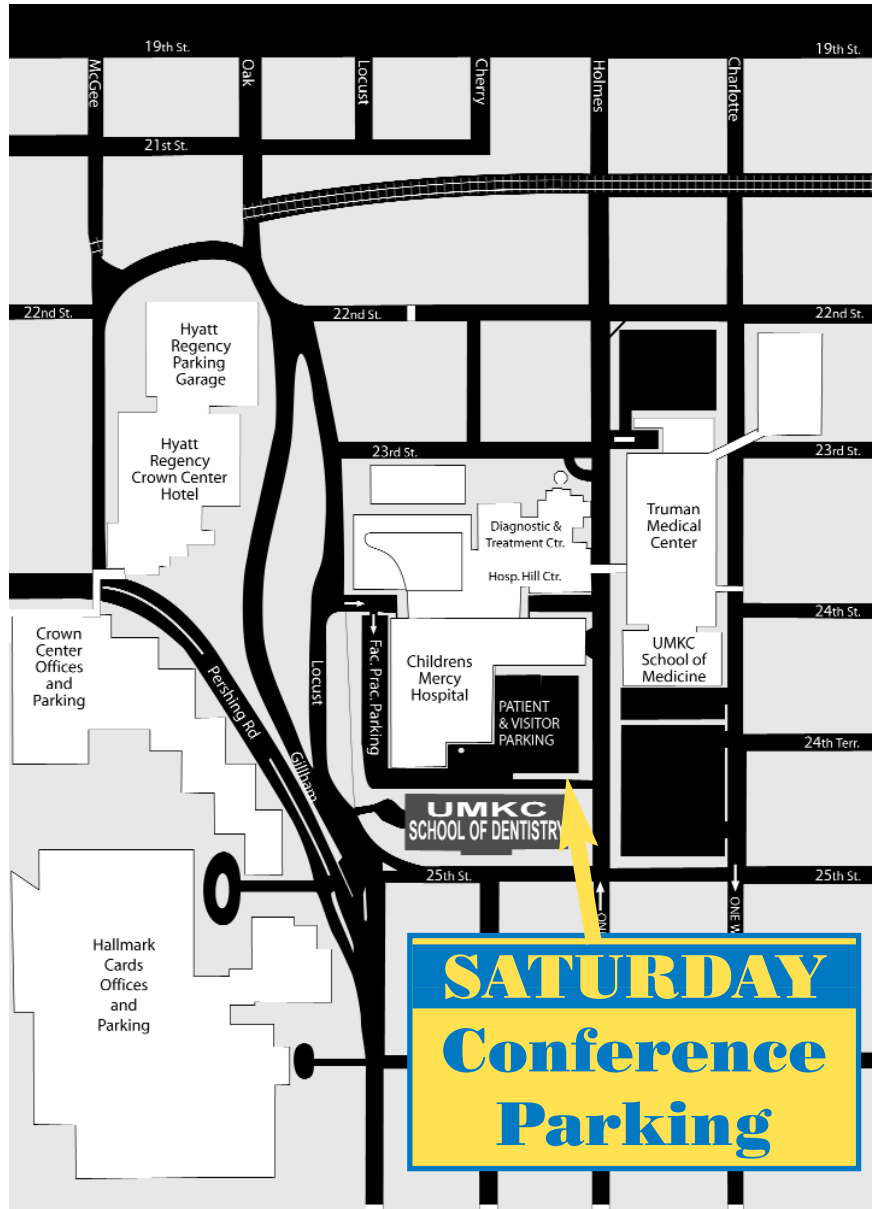 19th St.
19th St.
McGee
Oak
Locust
Cherry
Holmes
Charlotte
21st St.
22nd St.
22nd St.
22nd St.
Hyatt
Regency
Parking
Garage
Hyatt
Regency
Crown Center
Hotel
23rd St.
23rd St.
Diagnostic &
Treatment Ctr.
Hosp. Hill Ctr.
Truman
Medical
Center
24th St.
Crown
Center
Offices
and
Parking
Pershing Rd
Gillham
Locust
Fac. Prac. Parking
Childrens
Mercy
Hospital
UMKC
School of
Medicine
PATIENT
& VISITOR
PARKING
24th Terr.
UMKC
SCHOOL OF DENTISTRY
25th St.
25th St.
Hallmark
Cards
Offices
and
Parking
SATURDAY
Conference
Parking